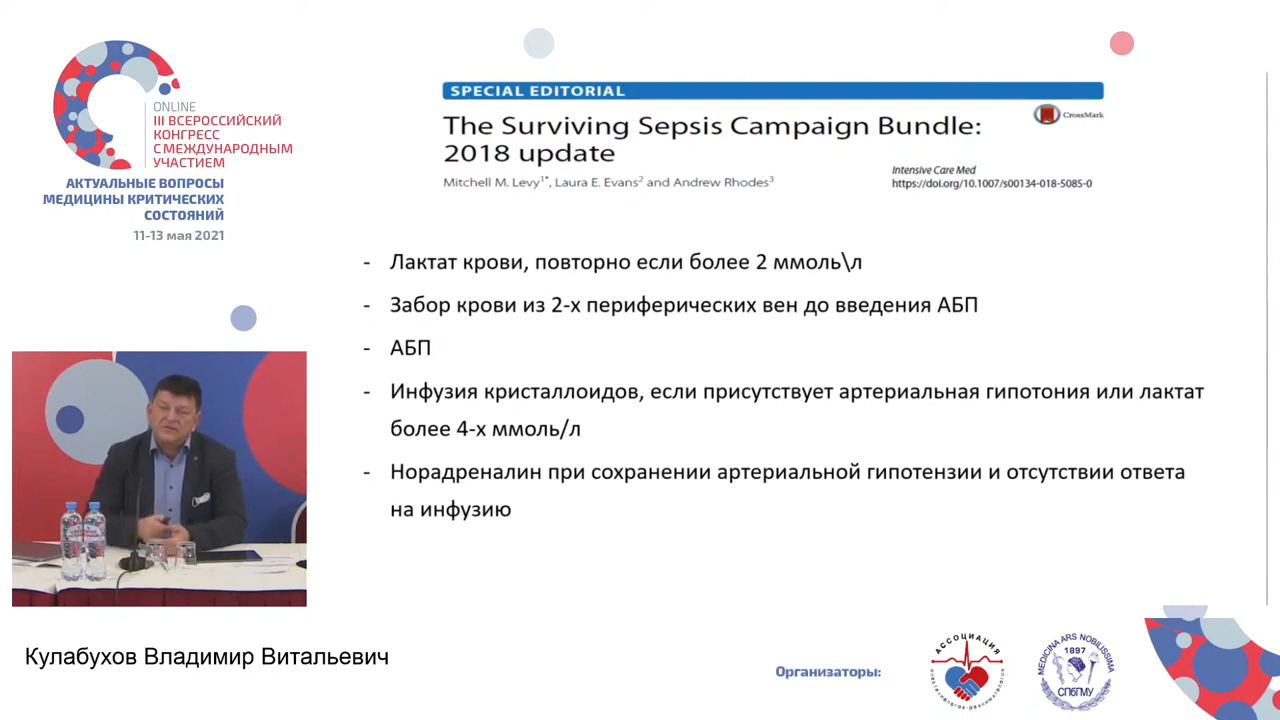 ONLINE
III ВСЕРОССИЙСКИЙ
КОНГРЕСС
С МЕЖДУНАРОДНЫМ
УЧАСТИЕМ
АКТУАЛЬНЫЕ ВОПРОСЫ
МЕДИЦИНЫ КРИТИЧЕСКИХ
СОСТОЯНИЙ
11-13 мая 2021
SPECIAL EDITORIAL
The Surviving Sepsis Campaign Bundle:
2018 update
CrossMark
Mitchell M. Levy1*, Laura E. Evans2 and Andrew Rhodes3
Intensive Care Med
https://doi.org/10.1007/s00134-018-5085-0
- Лактат крови, повторно если более 2 ммоль\л
- Забор крови из 2-х периферических вен до введения АБП
- АБП
- Инфузия кристаллоидов, если присутствует артериальная гипотония или лактат
более 4-х ммоль/л
- Норадреналин при сохранении артериальной гипотензии и отсутствии ответа
на инфузию
Кулабухов Владимир Витальевич
Организаторы:
АССОЦИАЦИЯ
MEDICINA ARS NOBILISSIMA
1897
СПбГМУ